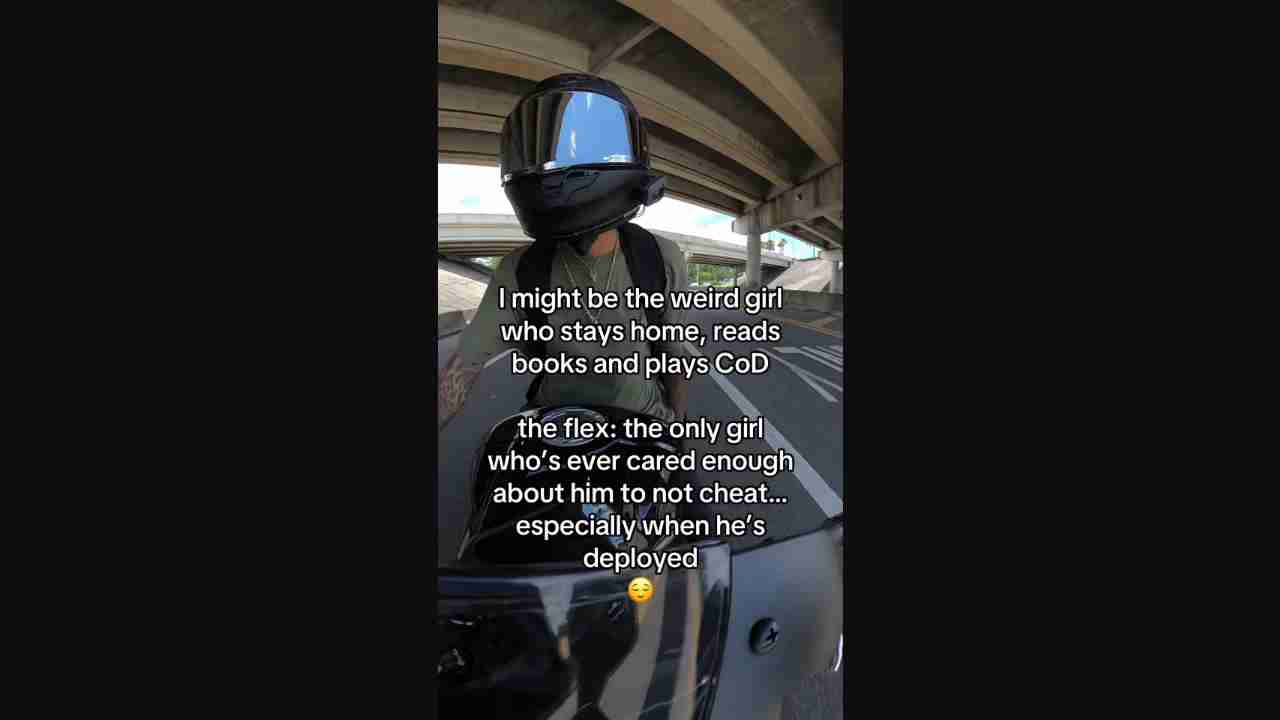 I might be the weird girl
who stays home, reads
books and plays CoD
the flex: the only girl
who’s ever cared enough
about him to not cheat...
especially when he’s
deployed
😌